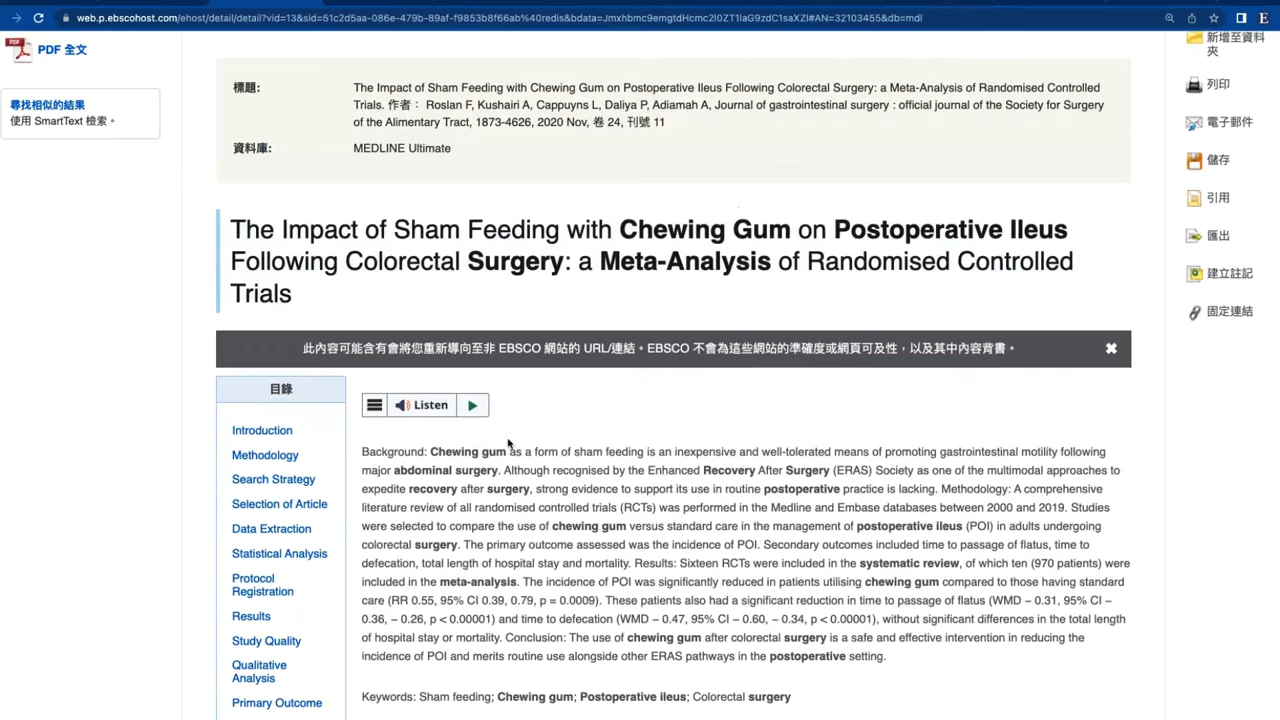 web.p.ebscohost.com/ehost/detail/detail?vid=13&sid=51c2d5aa-086e-479b-89af-f9853b8f66ab%40redis&bdata=Jmxhbmc9emgtdHcmc2l0ZT1laG9zdC1saXZl#AN=32103455&db=mdl
E
PDF 全文
尋找相似的結果
使用 SmartText 檢索。
標題:
The Impact of Sham Feeding with Chewing Gum on Postoperative Ileus Following Colorectal Surgery: a Meta-Analysis of Randomised Controlled
Trials. 作者： Roslan F, Kushairi A, Cappuyns L, Daliya P, Adiamah A, Journal of gastrointestinal surgery : official journal of the Society for Surgery
of the Alimentary Tract, 1873-4626, 2020 Nov, 卷 24, 刊號 11
資料庫:
MEDLINE Ultimate
The Impact of Sham Feeding with Chewing Gum on Postoperative Ileus
Following Colorectal Surgery: a Meta-Analysis of Randomised Controlled
Trials
此內容可能含有會將您重新導向至非 EBSCO 網站的 URL/連結。EBSCO 不會為這些網站的準確度或網頁可及性，以及其中內容背書。
目錄
Introduction
Methodology
Search Strategy
Selection of Article
Data Extraction
Statistical Analysis
Protocol
Registration
Results
Study Quality
Qualitative
Analysis
Primary Outcome
Listen
Background: Chewing gum as a form of sham feeding is an inexpensive and well-tolerated means of promoting gastrointestinal motility following
major abdominal surgery. Although recognised by the Enhanced Recovery After Surgery (ERAS) Society as one of the multimodal approaches to
expedite recovery after surgery, strong evidence to support its use in routine postoperative practice is lacking. Methodology: A comprehensive
literature review of all randomised controlled trials (RCTs) was performed in the Medline and Embase databases between 2000 and 2019. Studies
were selected to compare the use of chewing gum versus standard care in the management of postoperative ileus (POI) in adults undergoing
colorectal surgery. The primary outcome assessed was the incidence of POI. Secondary outcomes included time to passage of flatus, time to
defecation, total length of hospital stay and mortality. Results: Sixteen RCTs were included in the systematic review, of which ten (970 patients) were
included in the meta-analysis. The incidence of POI was significantly reduced in patients utilising chewing gum compared to those having standard
care (RR 0.55, 95% CI 0.39, 0.79, p = 0.0009). These patients also had a significant reduction in time to passage of flatus (WMD − 0.31, 95% CI −
0.36, − 0.26, p < 0.00001) and time to defecation (WMD − 0.47, 95% CI − 0.60, − 0.34, p < 0.00001), without significant differences in the total length
of hospital stay or mortality. Conclusion: The use of chewing gum after colorectal surgery is a safe and effective intervention in reducing the
incidence of POI and merits routine use alongside other ERAS pathways in the postoperative setting.
Keywords: Sham feeding; Chewing gum; Postoperative ileus; Colorectal surgery
新增至資料
夾
列印
電子郵件
儲存
引用
匯出
建立註記
固定連結